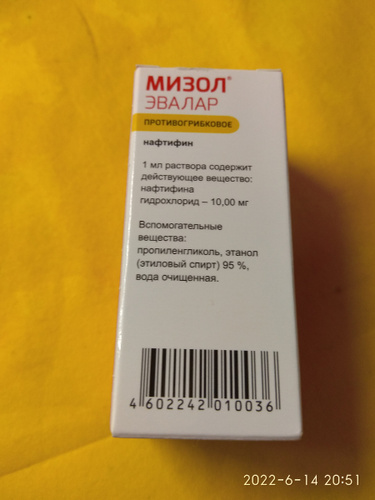 МИЗОЛ®
ЭВАЛАР
ПРОТИВОГРИБКОВОЕ
нафтифин
1 мл раствора содержит
действующее вещество:
нафтифина
гидрохлорид – 10,00 мг
Вспомогательные
вещества:
пропиленгликоль, этанол
(этиловый спирт) 95 %,
вода очищенная.
4 602242 010036
2022-6-14 20:51